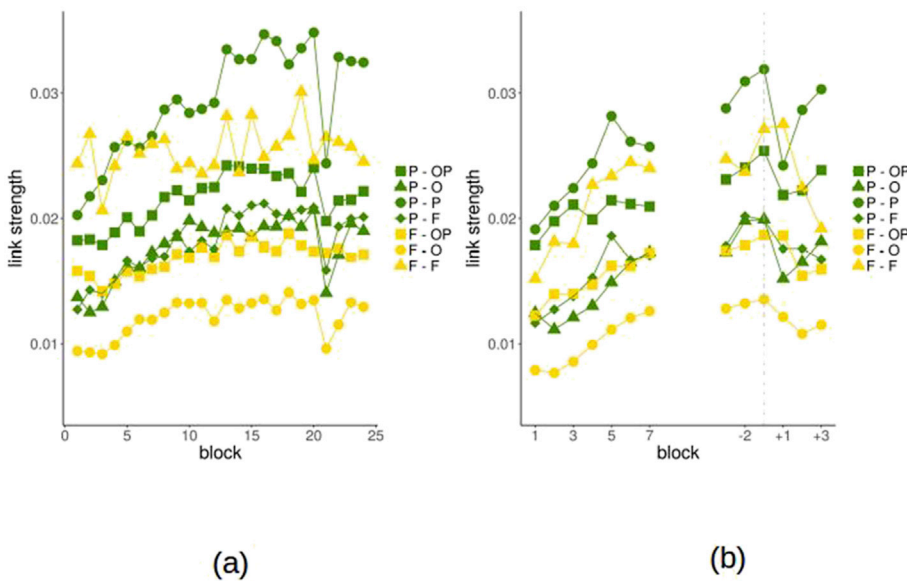 0.03
0.02
0.01
link strength
0 5 10 15 20 25
block
P - OP
P - O
P - P
P - F
F - OP
F - O
F - F
(a)
0.03
0.02
0.01
link strength
1 3 5 7 -2 +1 +3
block
P - OP
P - O
P - P
P - F
F - OP
F - O
F - F
(b)